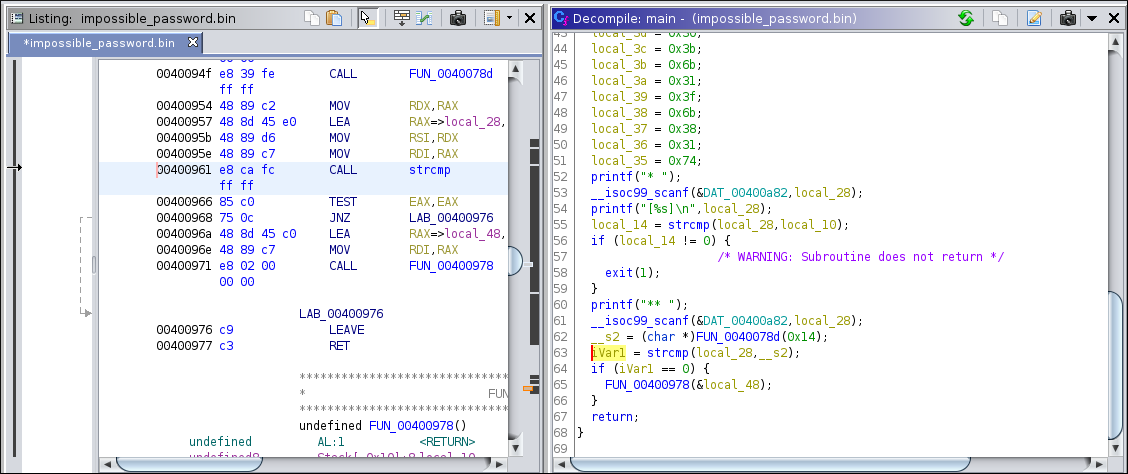 Listing: impossible_password.bin
*impossible_password.bin
0040094f e8 39 fe CALL FUN_0040078d
ff ff
00400954 48 89 c2 MOV RDX,RAX
00400957 48 8d 45 e0 LEA RAX=>local_28,
0040095b 48 89 d6 MOV RSI,RDX
0040095e 48 89 c7 MOV RDI,RAX
00400961 e8 ca fc CALL strcmp
ff ff
00400966 85 c0 TEST EAX,EAX
00400968 75 0c JNZ LAB_00400976
0040096a 48 8d 45 c0 LEA RAX=>local_48,
0040096e 48 89 c7 MOV RDI,RAX
00400971 e8 02 00 CALL FUN_00400978
00 00
LAB_00400976
00400976 c9 LEAVE
00400977 c3 RET
*******************************
* FUN
*******************************
undefined FUN_00400978()
undefined AL:1 <RETURN>
Decompile: main - (impossible_password.bin)
43 local_3d = 0x30;
44 local_3c = 0x3b;
45 local_3b = 0x6b;
46 local_3a = 0x31;
47 local_39 = 0x3f;
48 local_38 = 0x6b;
49 local_37 = 0x38;
50 local_36 = 0x31;
51 local_35 = 0x74;
52 printf("* ");
53 __isoc99_scanf(&DAT_00400a82,local_28);
54 printf("[%s]\n",local_28);
55 local_14 = strcmp(local_28,local_10);
56 if (local_14 != 0) {
57 /* WARNING: Subroutine does not return */
58 exit(1);
59 }
60 printf("** ");
61 __isoc99_scanf(&DAT_00400a82,local_28);
62 __s2 = (char *)FUN_0040078d(0x14);
63 iVar1 = strcmp(local_28,__s2);
64 if (iVar1 == 0) {
65 FUN_00400978(&local_48);
66 }
67 return;
68 }
69